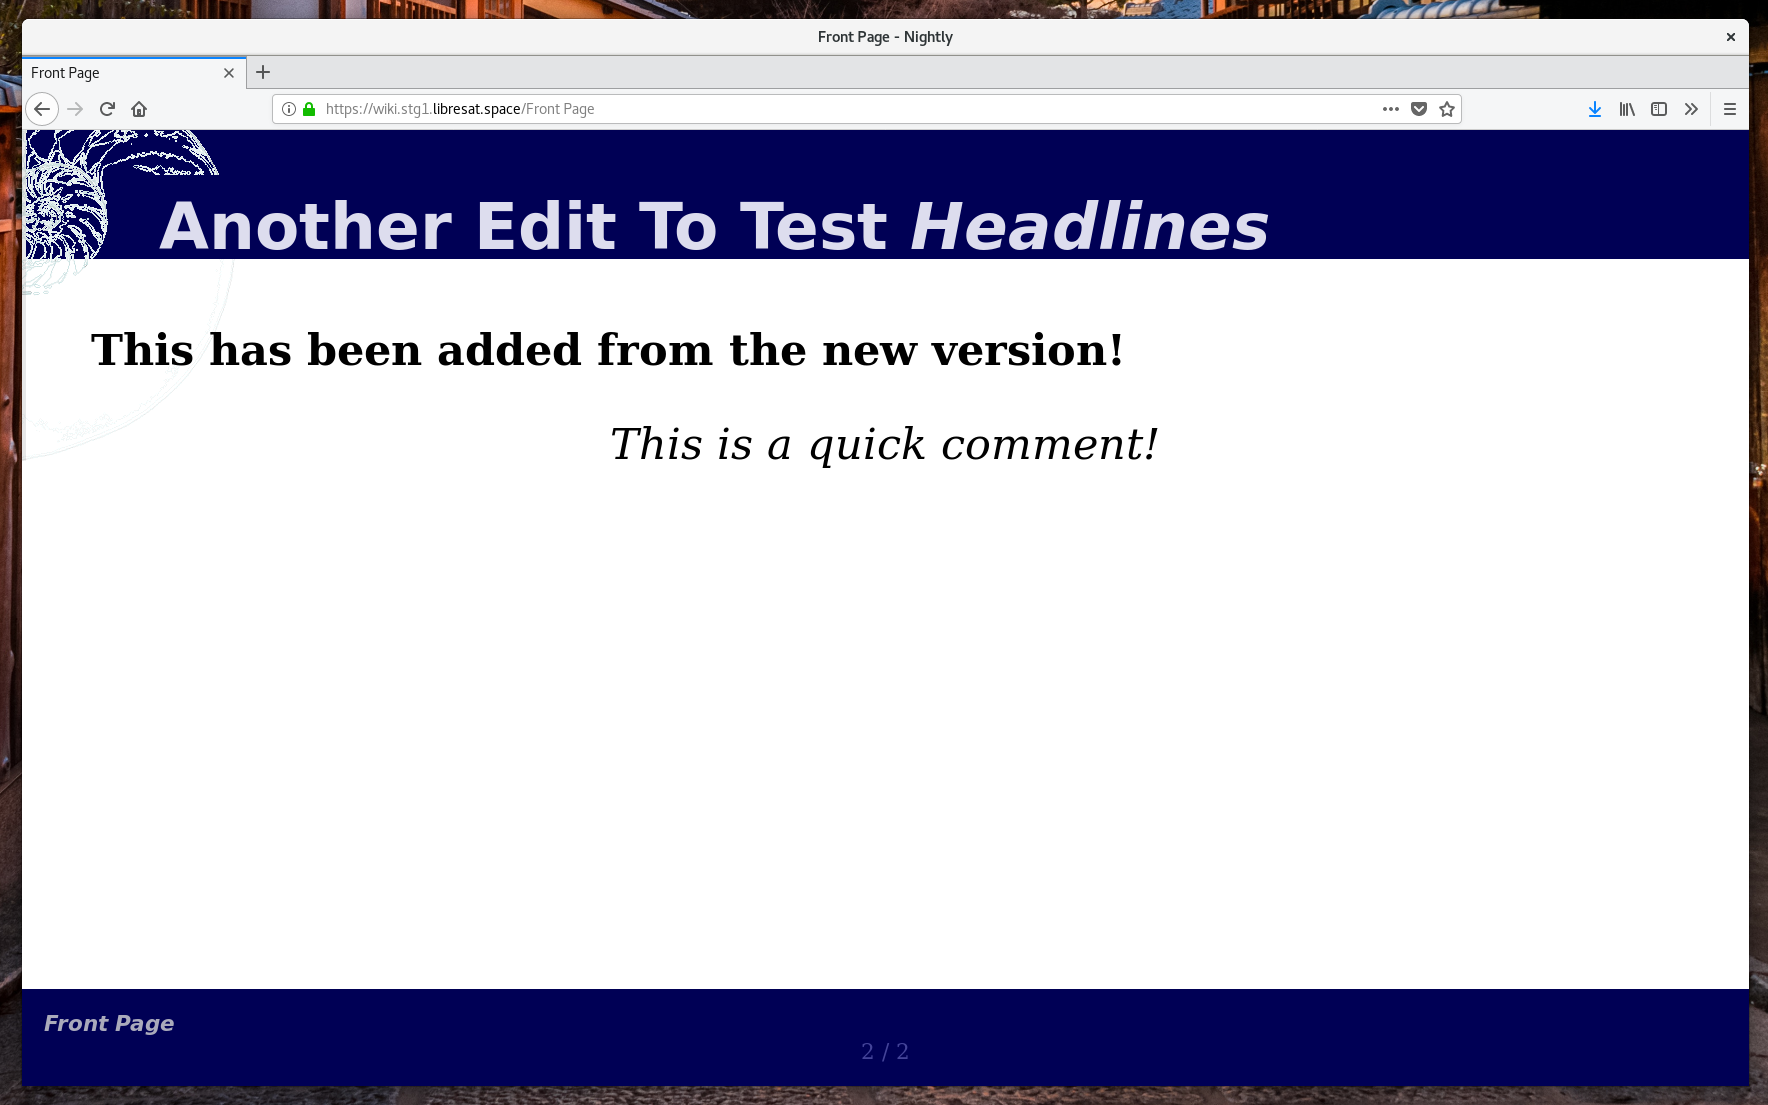 Front Page - Nightly
Front Page
https://wiki.stg1.libresat.space/Front Page
Another Edit To Test Headlines
This has been added from the new version!
This is a quick comment!
Front Page
2 / 2